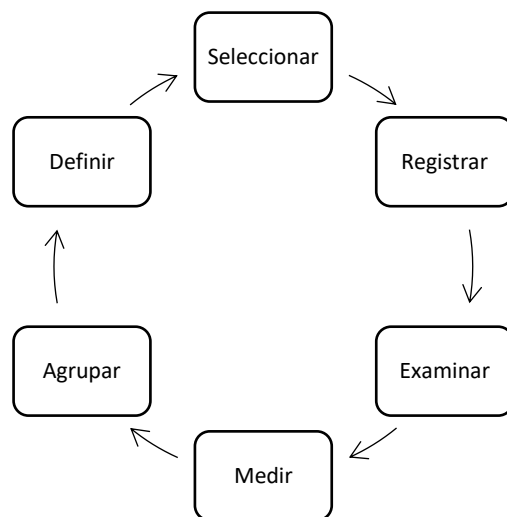 Seleccionar
Registrar
Examinar
Medir
Agrupar
Definir